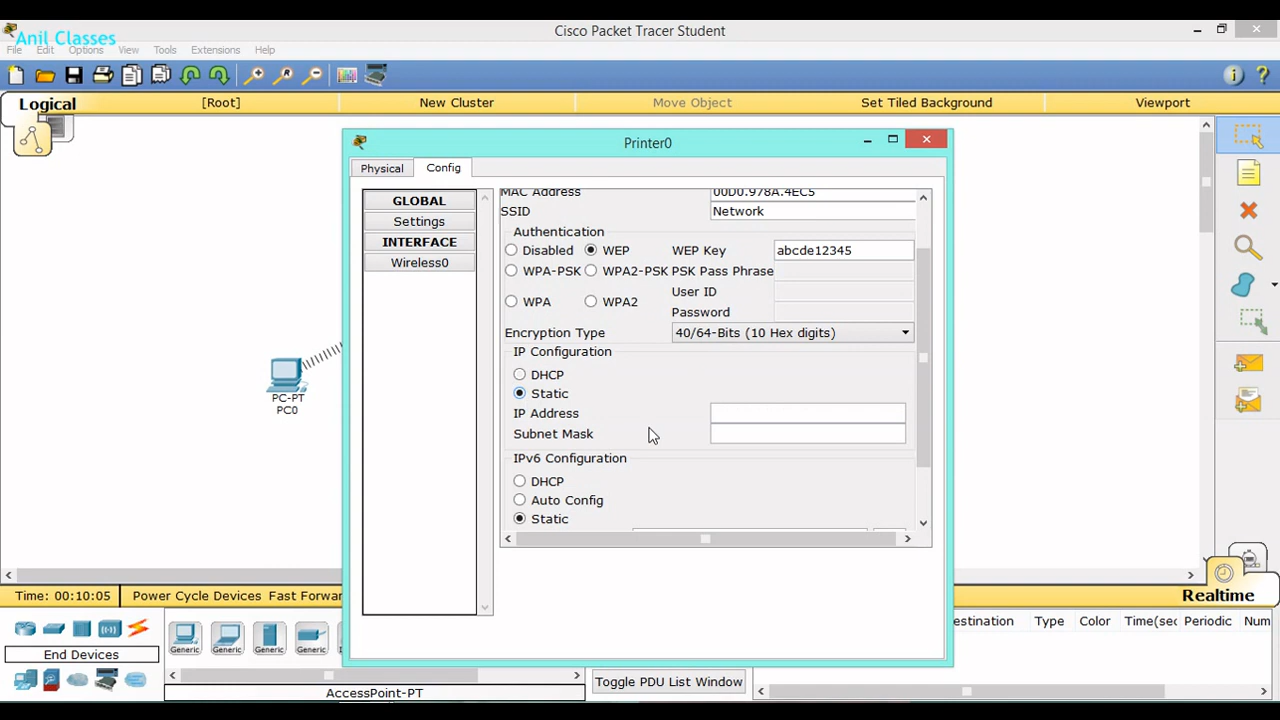 Cisco Packet Tracer Student
Anil Classes
File Edit Options View Tools Extensions Help
Logical [Root] New Cluster Move Object Set Tiled Background Viewport
Printer0
Physical Config
GLOBAL
Settings
INTERFACE
Wireless0
MAC Address 00D0.978A.4EC5
SSID Network
Authentication
Disabled WEP WEP Key abcde12345
WPA-PSK WPA2-PSK PSK Pass Phrase
User ID
WPA WPA2
Password
Encryption Type 40/64-Bits (10 Hex digits)
IP Configuration
DHCP
Static
IP Address
Subnet Mask
IPv6 Configuration
DHCP
Auto Config
Static
PC-PT
PC0
Time: 00:10:05 Power Cycle Devices Fast Forwar
Realtime
End Devices
Generic Generic Generic Generic
AccessPoint-PT
Toggle PDU List Window
estination Type Color Time(sec Periodic Num